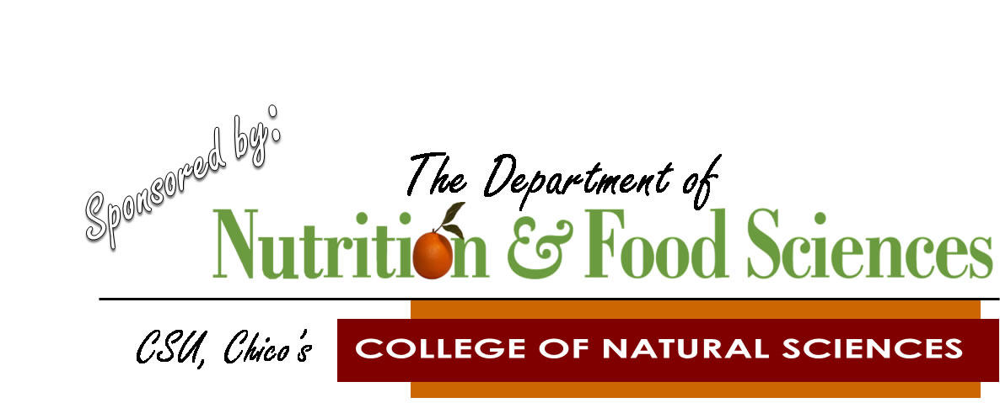 Sponsored by:
The Department of
Nutrition & Food Sciences
CSU, Chico's
COLLEGE OF NATURAL SCIENCES